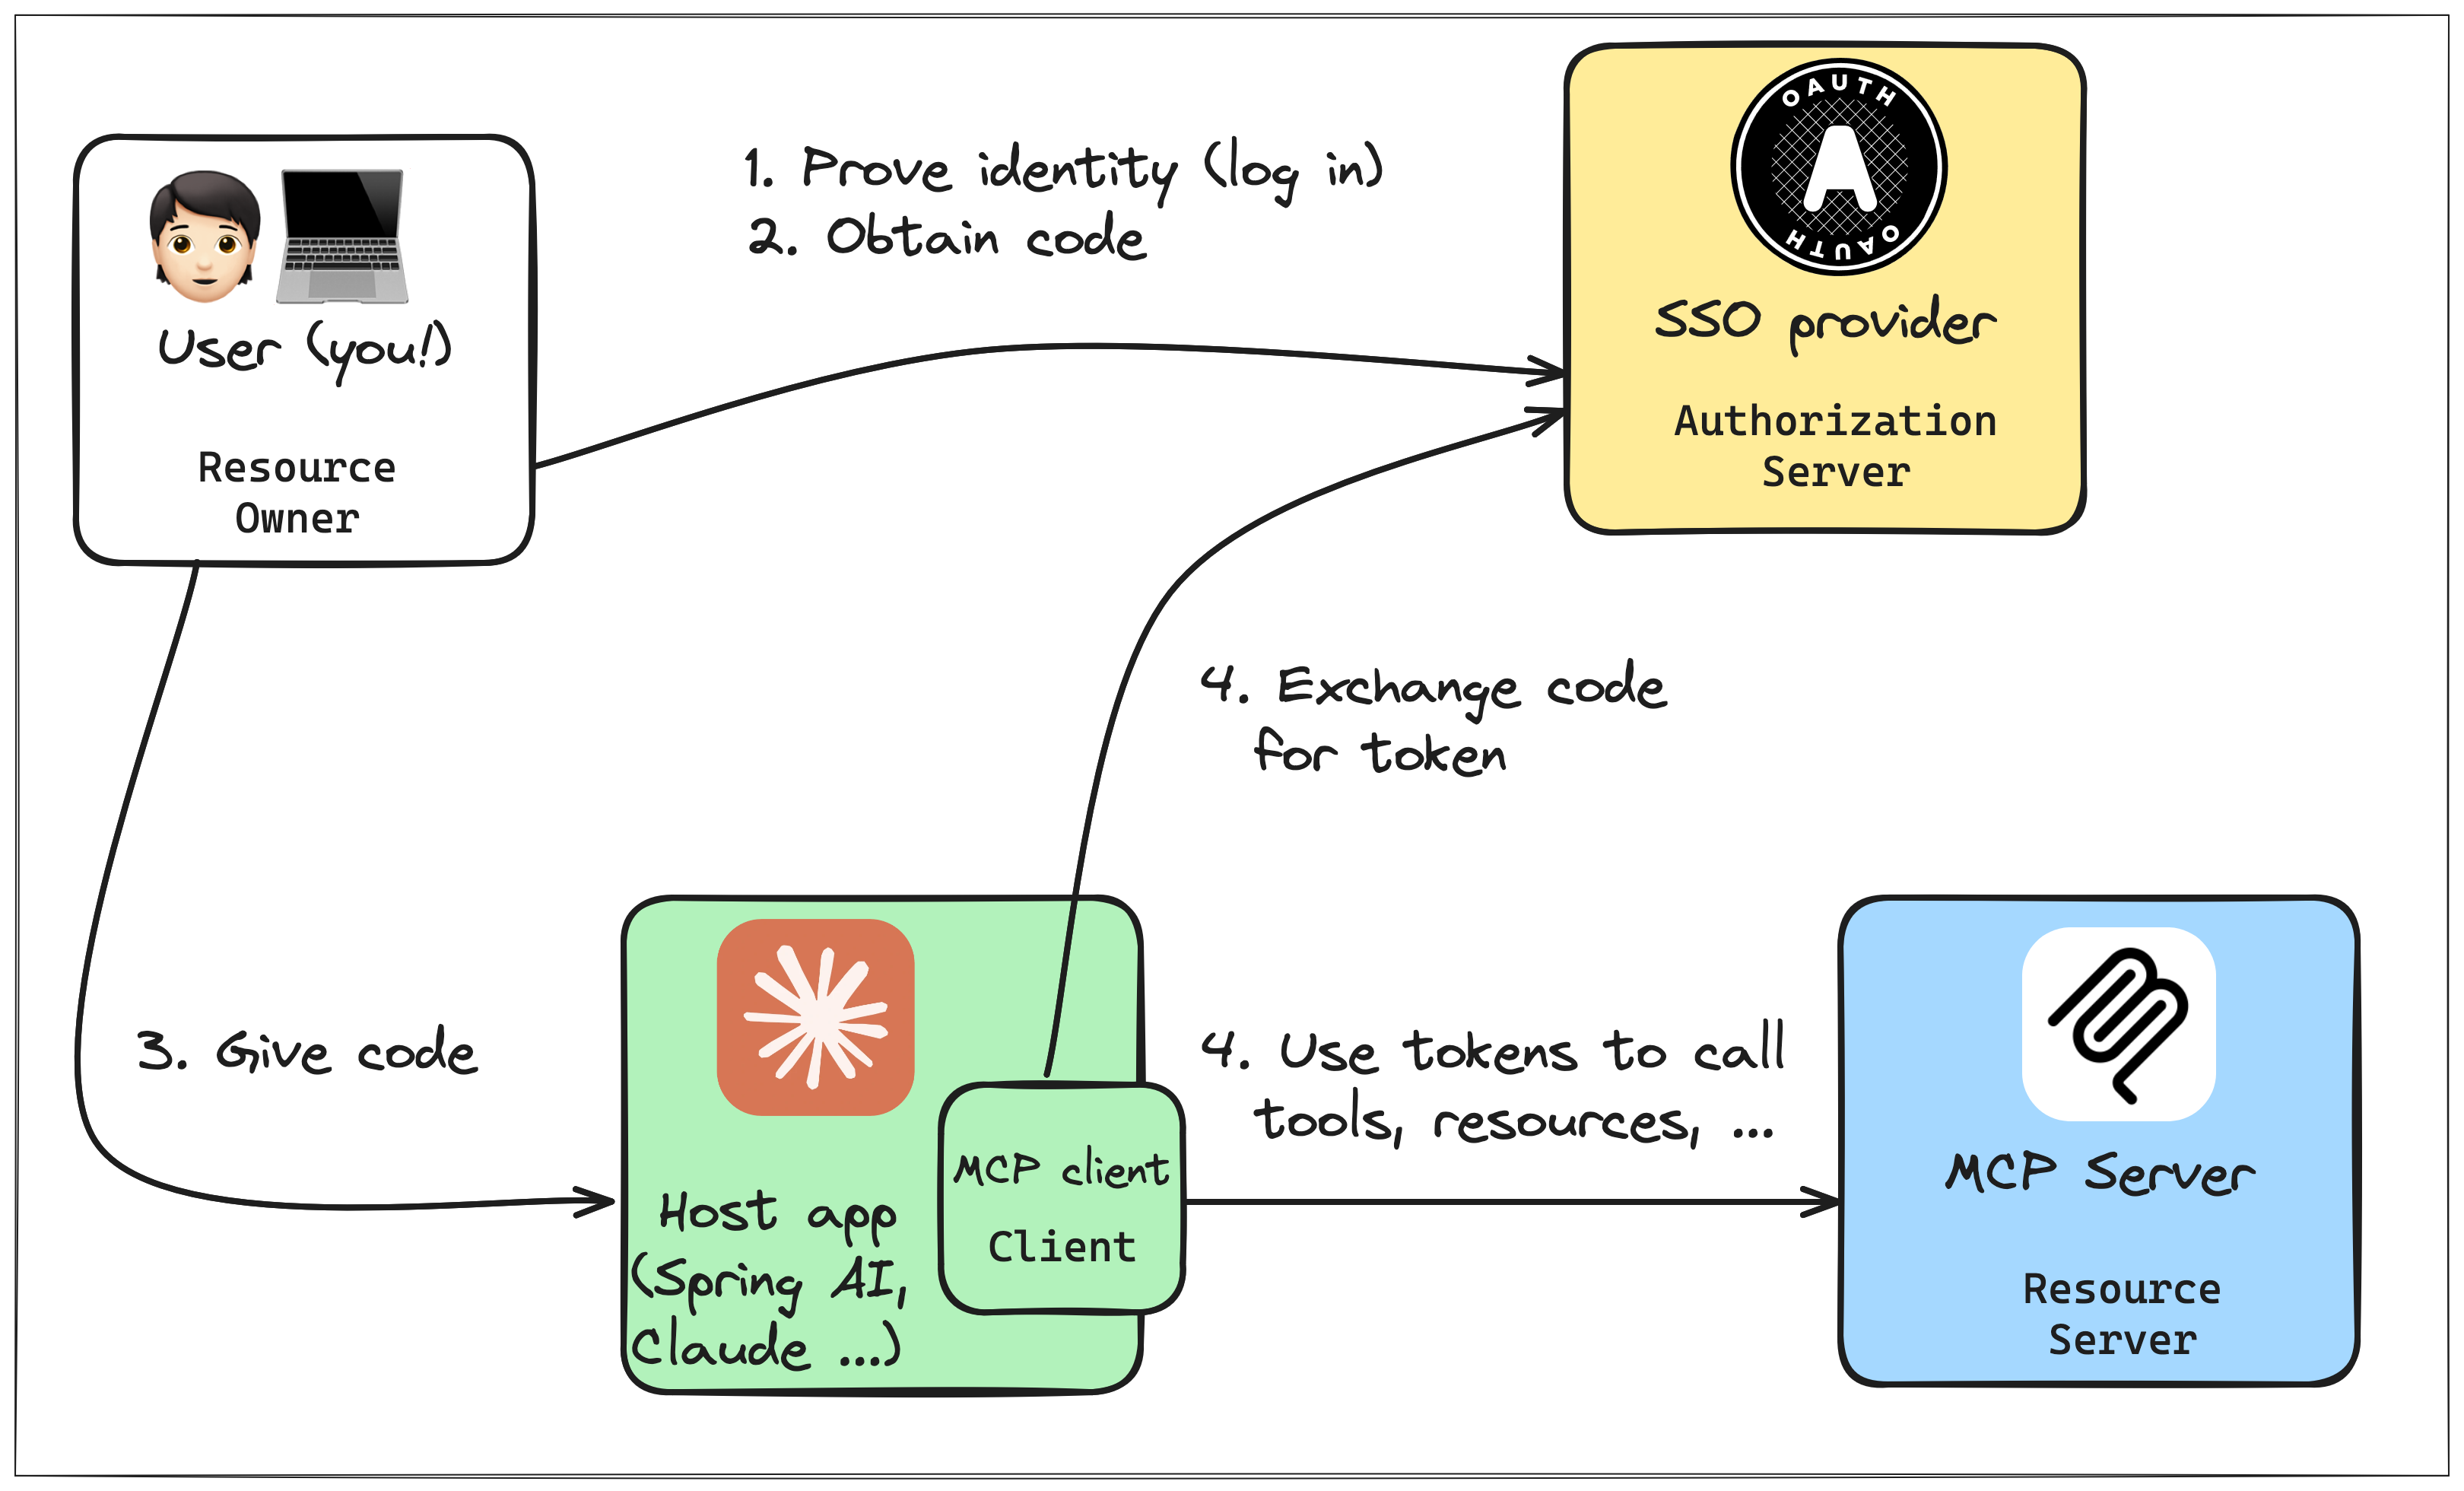 User (you!)
Resource
Owner
1. Prove identity (log in)
2. Obtain code
OAUTH
A
OAUTH
SSO provider
Authorization
Server
3. Give code
4. Exchange code
for token
Host app
(Spring AI,
Claude ...)
MCP client
Client
4. Use tokens to call
tools, resources, ...
MCP Server
Resource
Server